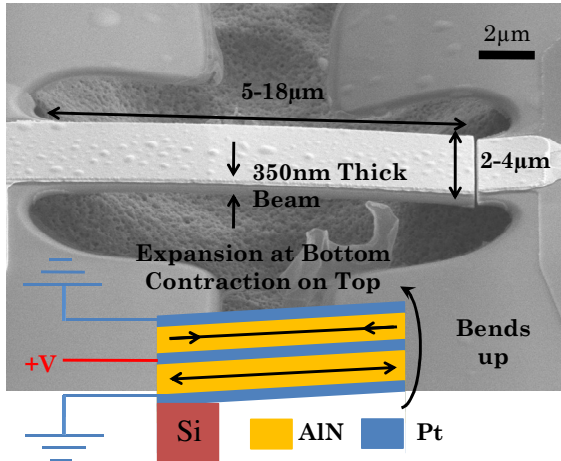 2µm
5-18µm
2-4µm
350nm Thick
Beam
Expansion at Bottom
Contraction on Top
Bends
up
+V
Si
AlN
Pt